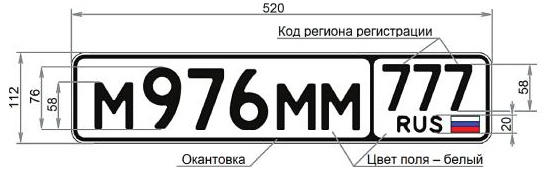 520
Код региона регистрации
112
76
58
м976мм
777
RUS
58
20
Окантовка
Цвет поля – белый